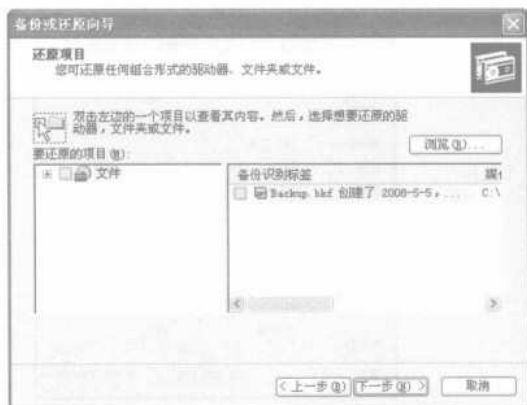 备份或还原向导
还原项目
您可还原任何组合形式的驱动器、文件夹或文件。
双击左边的一个项目以查看其内容。然后，选择想要还原的驱
动器，文件夹或文件。
浏览(Q)...
要还原的项目(M):
文件
备份识别标签 媒
Backup.bkf 创建了 2008-5-5，... C:\
<上一步(B) 下一步(N)> 取消